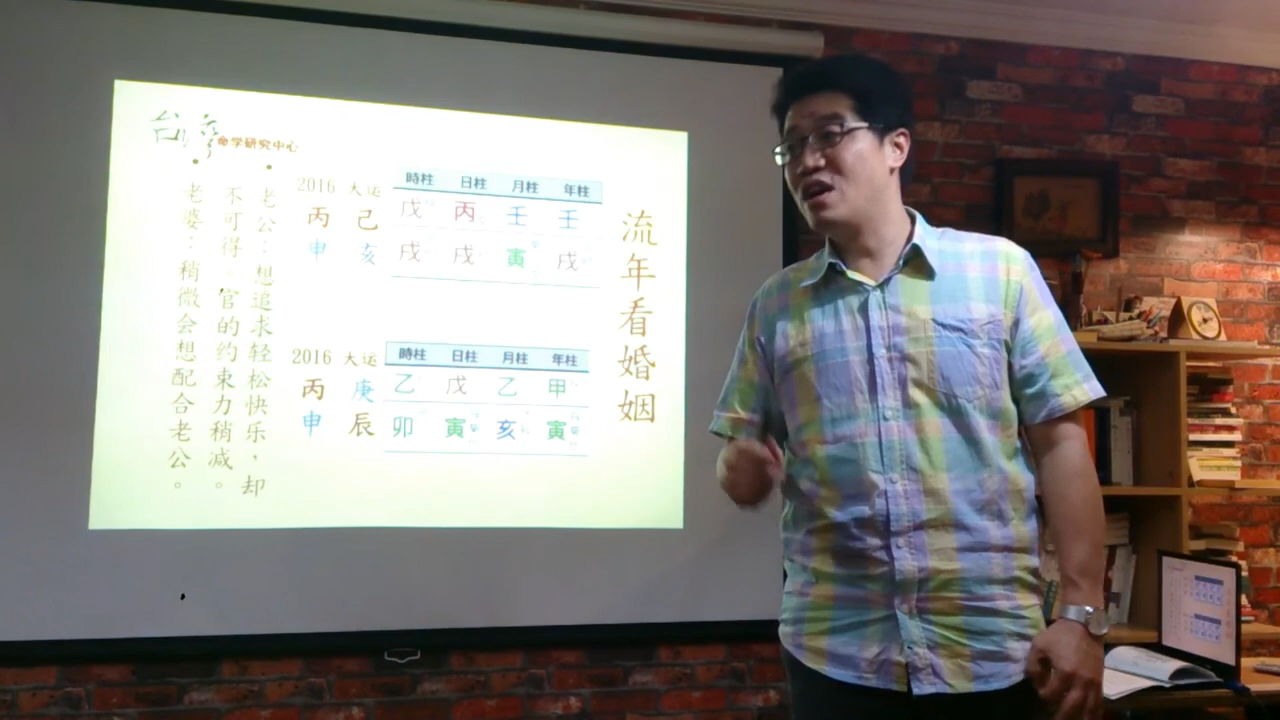 台湾命学研究中心
流年看婚姻
時柱 日柱 月柱 年柱
2016 大运
戊 丙 壬 壬
丙 己
戌 戌 寅 戌
申 亥
時柱 日柱 月柱 年柱
2016 大运
乙 戊 乙 甲
丙 庚
卯 寅 亥 寅
申 辰
• 老公：想追求轻松快乐，却
不可得。官的约束力稍减。
• 老婆：稍微会想配合老公。